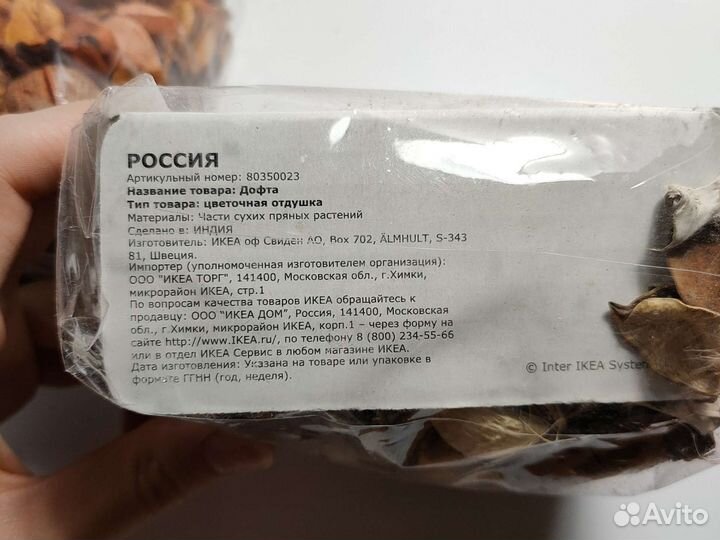 РОССИЯ
Артикульный номер: 80350023
Название товара: Дофта
Тип товара: цветочная отдушка
Материалы: Части сухих пряных растений
Сделано в: ИНДИЯ
Изготовитель: ИКЕА оф Свиден АО, Box 702, ÄLMHULT, S-343
81, Швеция.
Импортер (уполномоченная изготовителем организация):
ООО "ИКЕА ТОРГ", 141400, Московская обл., г.Химки,
микрорайон ИКЕА, стр.1
По вопросам качества товаров ИКЕА обращайтесь к
продавцу: ООО "ИКЕА ДОМ", Россия, 141400, Московская
обл., г.Химки, микрорайон ИКЕА, корп.1 – через форму на
сайте http://www.IKEA.ru/, по телефону 8 (800) 234-55-66
или в отдел ИКЕА Сервис в любом магазине ИКЕА.
Дата изготовления: Указана на товаре или упаковке в
формате ГГНН (год, неделя).
© Inter IKEA System
Avito